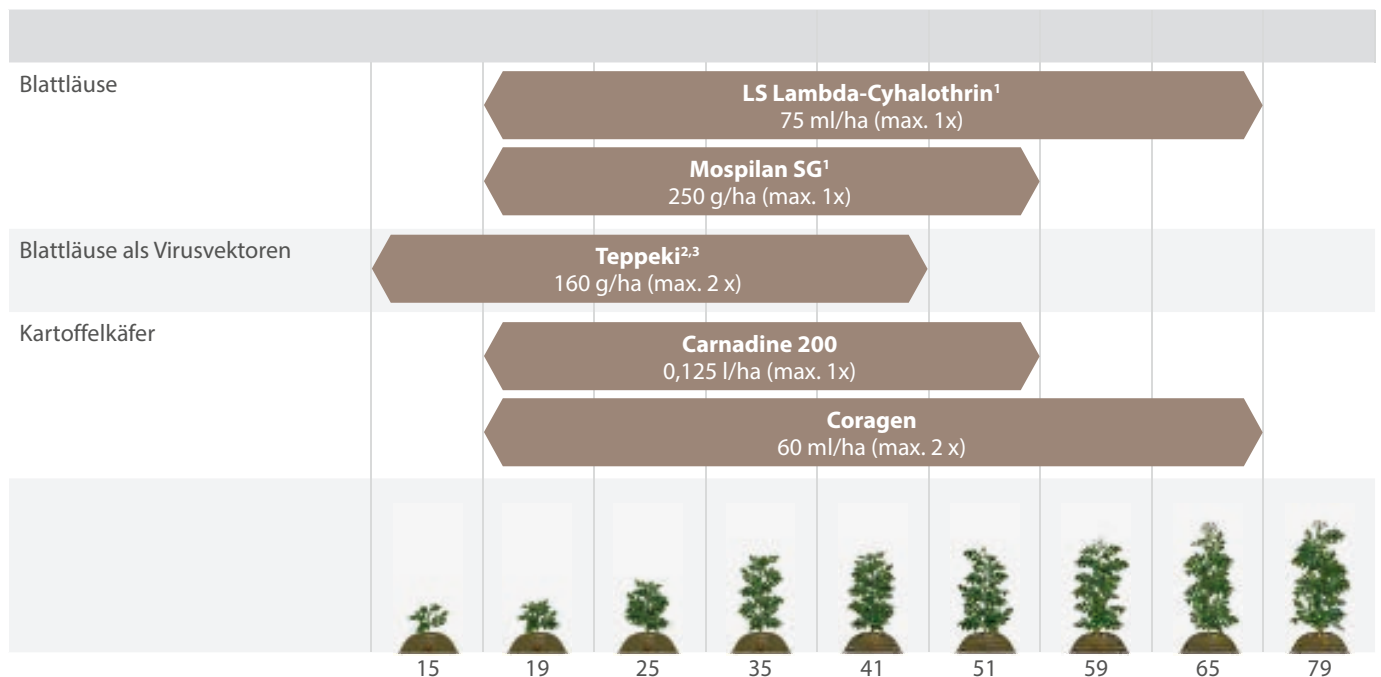 Blattläuse
LS Lambda-Cyhalothrin¹
75 ml/ha (max. 1x)
Mospilan SG¹
250 g/ha (max. 1x)
Blattläuse als Virusvektoren
Teppeki²,³
160 g/ha (max. 2 x)
Kartoffelkäfer
Carnadine 200
0,125 l/ha (max. 1x)
Coragen
60 ml/ha (max. 2 x)
15 19 25 35 41 51 59 65 79